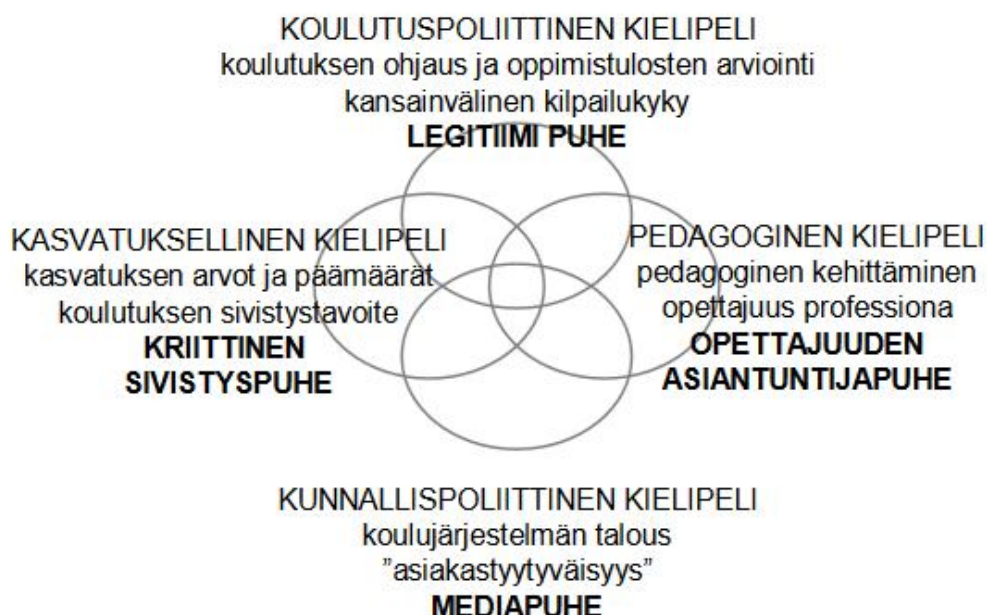 KOULUTUSPOLIITTINEN KIELIPELI
koulutuksen ohjaus ja oppimistulosten arviointi
kansainvälinen kilpailukyky
LEGITIIMI PUHE
KASVATUKSELLINEN KIELIPELI
kasvatuksen arvot ja päämäärät
koulutuksen sivistystavoite
KRIITTINEN
SIVISTYSPUHE
PEDAGOGINEN KIELIPELI
pedagoginen kehittäminen
opettajuus professiona
OPETTAJUUDEN
ASIANTUNTIJAPUHE
KUNNALLISPOLIITTINEN KIELIPELI
koulujärjestelmän talous
”asiakastyytyväisyys”
MEDIAPUHE